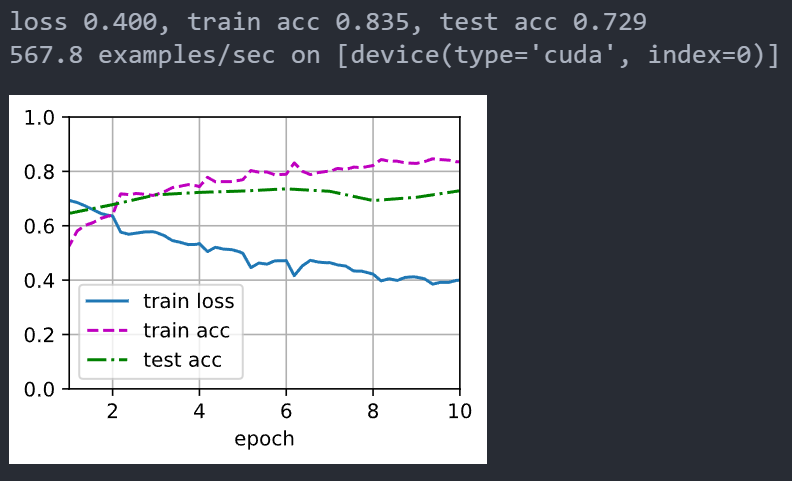 loss 0.400, train acc 0.835, test acc 0.729
567.8 examples/sec on [device(type='cuda', index=0)]
1.0
0.8
0.6
0.4
0.2
0.0
train loss
train acc
test acc
2 4 6 8 10
epoch